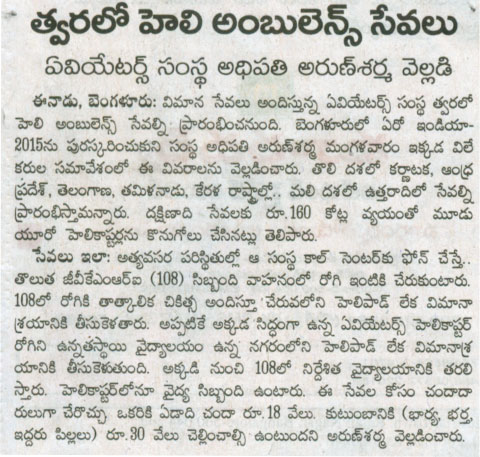 త్వరలో హెలి అంబులెన్స్ సేవలు
ఏవియేటర్స్ సంస్థ అధిపతి అరుణ్‌శర్మ వెల్లడి
ఈనాడు, బెంగళూరు: విమాన సేవలు అందిస్తున్న ఏవియేటర్స్ సంస్థ త్వరలో
హెలి అంబులెన్స్ సేవల్ని ప్రారంభించనుంది. బెంగళూరులో ఏరో ఇండియా-
2015ను పురస్కరించుకుని సంస్థ అధిపతి అరుణ్‌శర్మ మంగళవారం ఇక్కడ విలే
కరుల సమావేశంలో ఈ వివరాలను వెల్లడించారు. తొలి దశలో కర్ణాటక, ఆంధ్ర
ప్రదేశ్, తెలంగాణ, తమిళనాడు, కేరళ రాష్ట్రాల్లో.. మలి దశలో ఉత్తరాదిలో సేవల్ని
ప్రారంభిస్తామన్నారు. దక్షిణాది సేవలకు రూ.160 కోట్ల వ్యయంతో మూడు
యూరో హెలికాప్టర్లను కొనుగోలు చేసినట్లు తెలిపారు.
సేవలు ఇలా: అత్యవసర పరిస్థితుల్లో ఆ సంస్థ కాల్ సెంటర్‌కు ఫోన్ చేస్తే..
తొలుత జీవీకేఎమ్ఆర్ఐ (108) సిబ్బంది వాహనంలో రోగి ఇంటికి చేరుకుంటారు.
108లో రోగికి తాత్కాలిక చికిత్స అందిస్తూ చేరువలోని హెలిపాడ్ లేక విమానా
శ్రయానికి తీసుకెళతారు. అప్పటికే అక్కడ సిద్ధంగా ఉన్న ఏవియేటర్స్ హెలికాప్టర్
రోగిని ఉన్నతస్థాయి వైద్యాలయం ఉన్న నగరంలోని హెలిపాడ్ లేక విమానాశ్ర
యానికి తీసుకెళుతుంది. అక్కడి నుంచి 108లో నిర్దేశిత వైద్యాలయానికి తరలి
స్తారు. హెలికాప్టర్‌లోనూ వైద్య సిబ్బంది ఉంటారు. ఈ సేవల కోసం చందాదా
రులుగా చేరొచ్చు ఒకరికి ఏడాది చందా రూ.18 వేలు. కుటుంబానికి (భార్య, భర్త,
ఇద్దరు పిల్లలు) రూ.30 వేలు చెల్లించాల్సి ఉంటుందని అరుణ్‌శర్మ వెల్లడించారు.